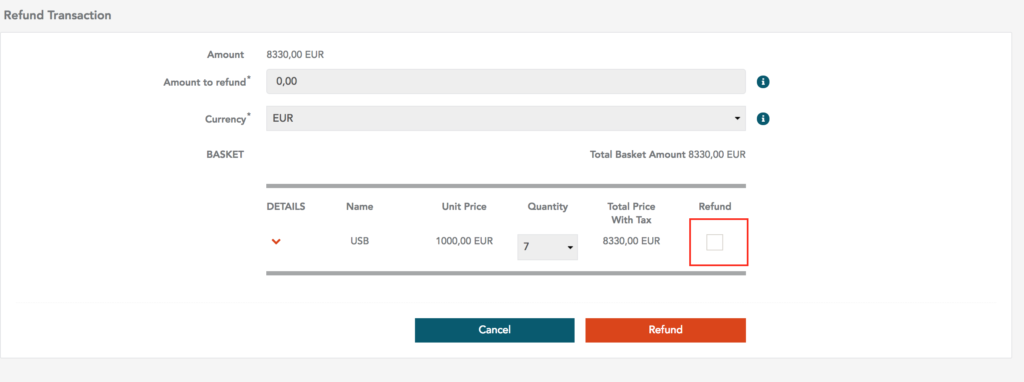 Refund Transaction
Amount 8330,00 EUR
Amount to refund* 0,00
Currency* EUR
BASKET Total Basket Amount 8330,00 EUR
DETAILS Name Unit Price Quantity Total Price With Tax Refund
USB 1000,00 EUR 7 8330,00 EUR
Cancel Refund